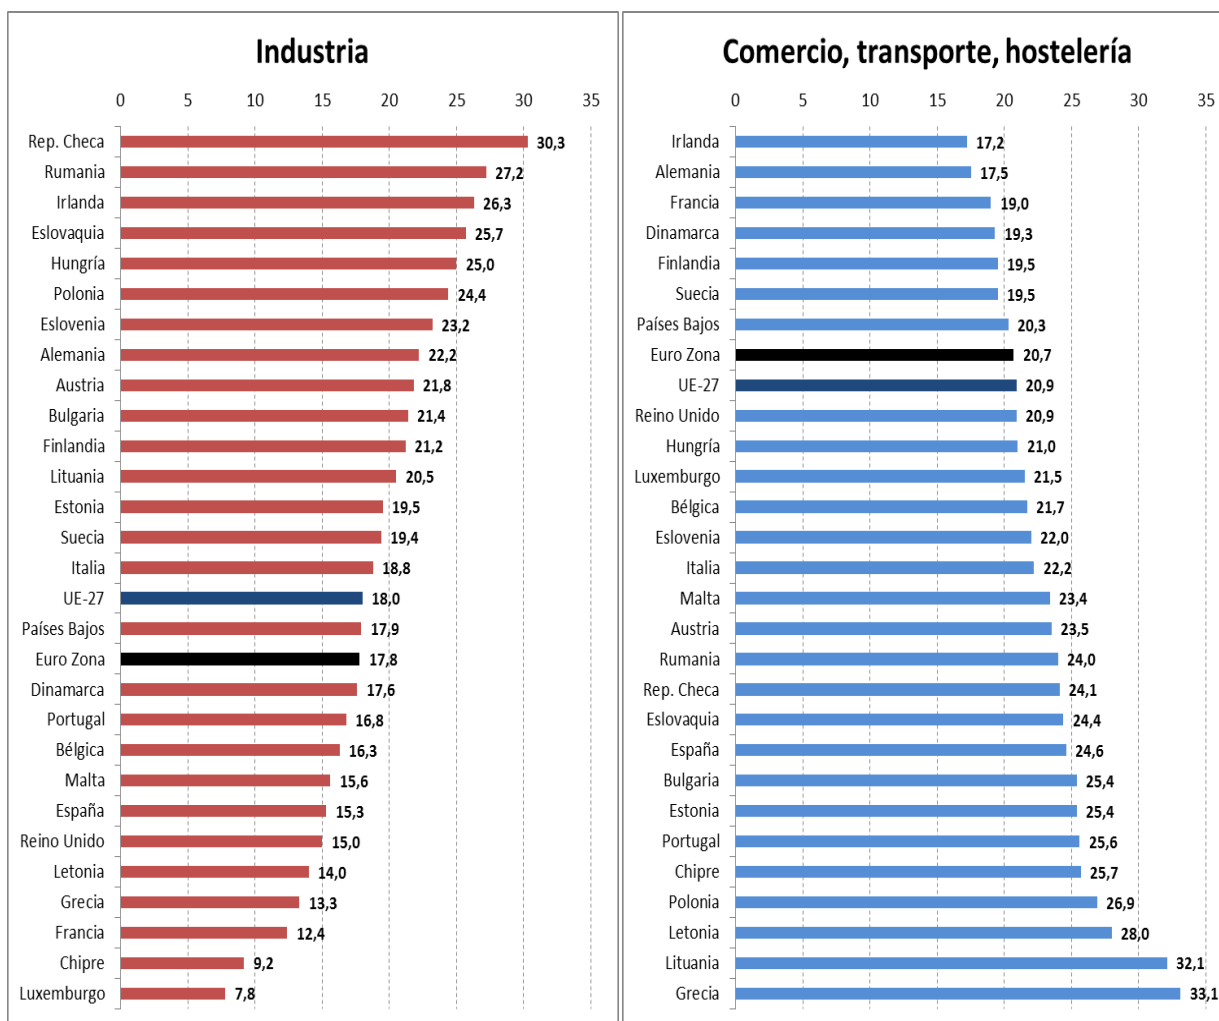 Industria
0 5 10 15 20 25 30 35
Rep. Checa 30,3
Rumania 27,2
Irlanda 26,3
Eslovaquia 25,7
Hungría 25,0
Polonia 24,4
Eslovenia 23,2
Alemania 22,2
Austria 21,8
Bulgaria 21,4
Finlandia 21,2
Lituania 20,5
Estonia 19,5
Suecia 19,4
Italia 18,8
UE-27 18,0
Países Bajos 17,9
Euro Zona 17,8
Dinamarca 17,6
Portugal 16,8
Bélgica 16,3
Malta 15,6
España 15,3
Reino Unido 15,0
Letonia 14,0
Grecia 13,3
Francia 12,4
Chipre 9,2
Luxemburgo 7,8
Comercio, transporte, hostelería
0 5 10 15 20 25 30 35
Irlanda 17,2
Alemania 17,5
Francia 19,0
Dinamarca 19,3
Finlandia 19,5
Suecia 19,5
Países Bajos 20,3
Euro Zona 20,7
UE-27 20,9
Reino Unido 20,9
Hungría 21,0
Luxemburgo 21,5
Bélgica 21,7
Eslovenia 22,0
Italia 22,2
Malta 23,4
Austria 23,5
Rumania 24,0
Rep. Checa 24,1
Eslovaquia 24,4
España 24,6
Bulgaria 25,4
Estonia 25,4
Portugal 25,6
Chipre 25,7
Polonia 26,9
Letonia 28,0
Lituania 32,1
Grecia 33,1